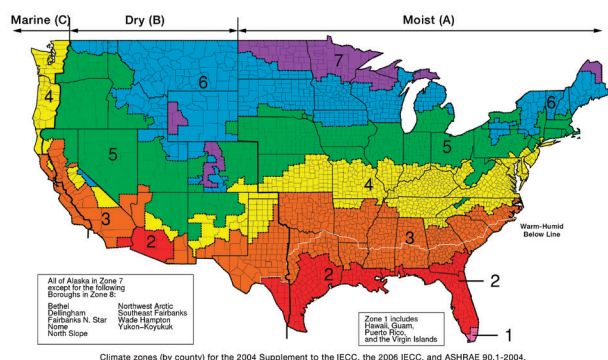 Marine (C)
Dry (B)
Moist (A)
7
6
6
4
5
5
4
3
3
2
2
2
1
Warm-Humid
Below Line
All of Alaska in Zone 7
except for the following
Boroughs in Zone 8:
Bethel Northwest Arctic
Dellingham Southeast Fairbanks
Fairbanks N. Star Wade Hampton
Nome Yukon-Koyukuk
North Slope
Zone 1 includes
Hawaii, Guam,
Puerto Rico,
and the Virgin Islands
Climate zones (by county) for the 2004 Supplement to the IECC, the 2006 IECC, and ASHRAE 90.1-2004.